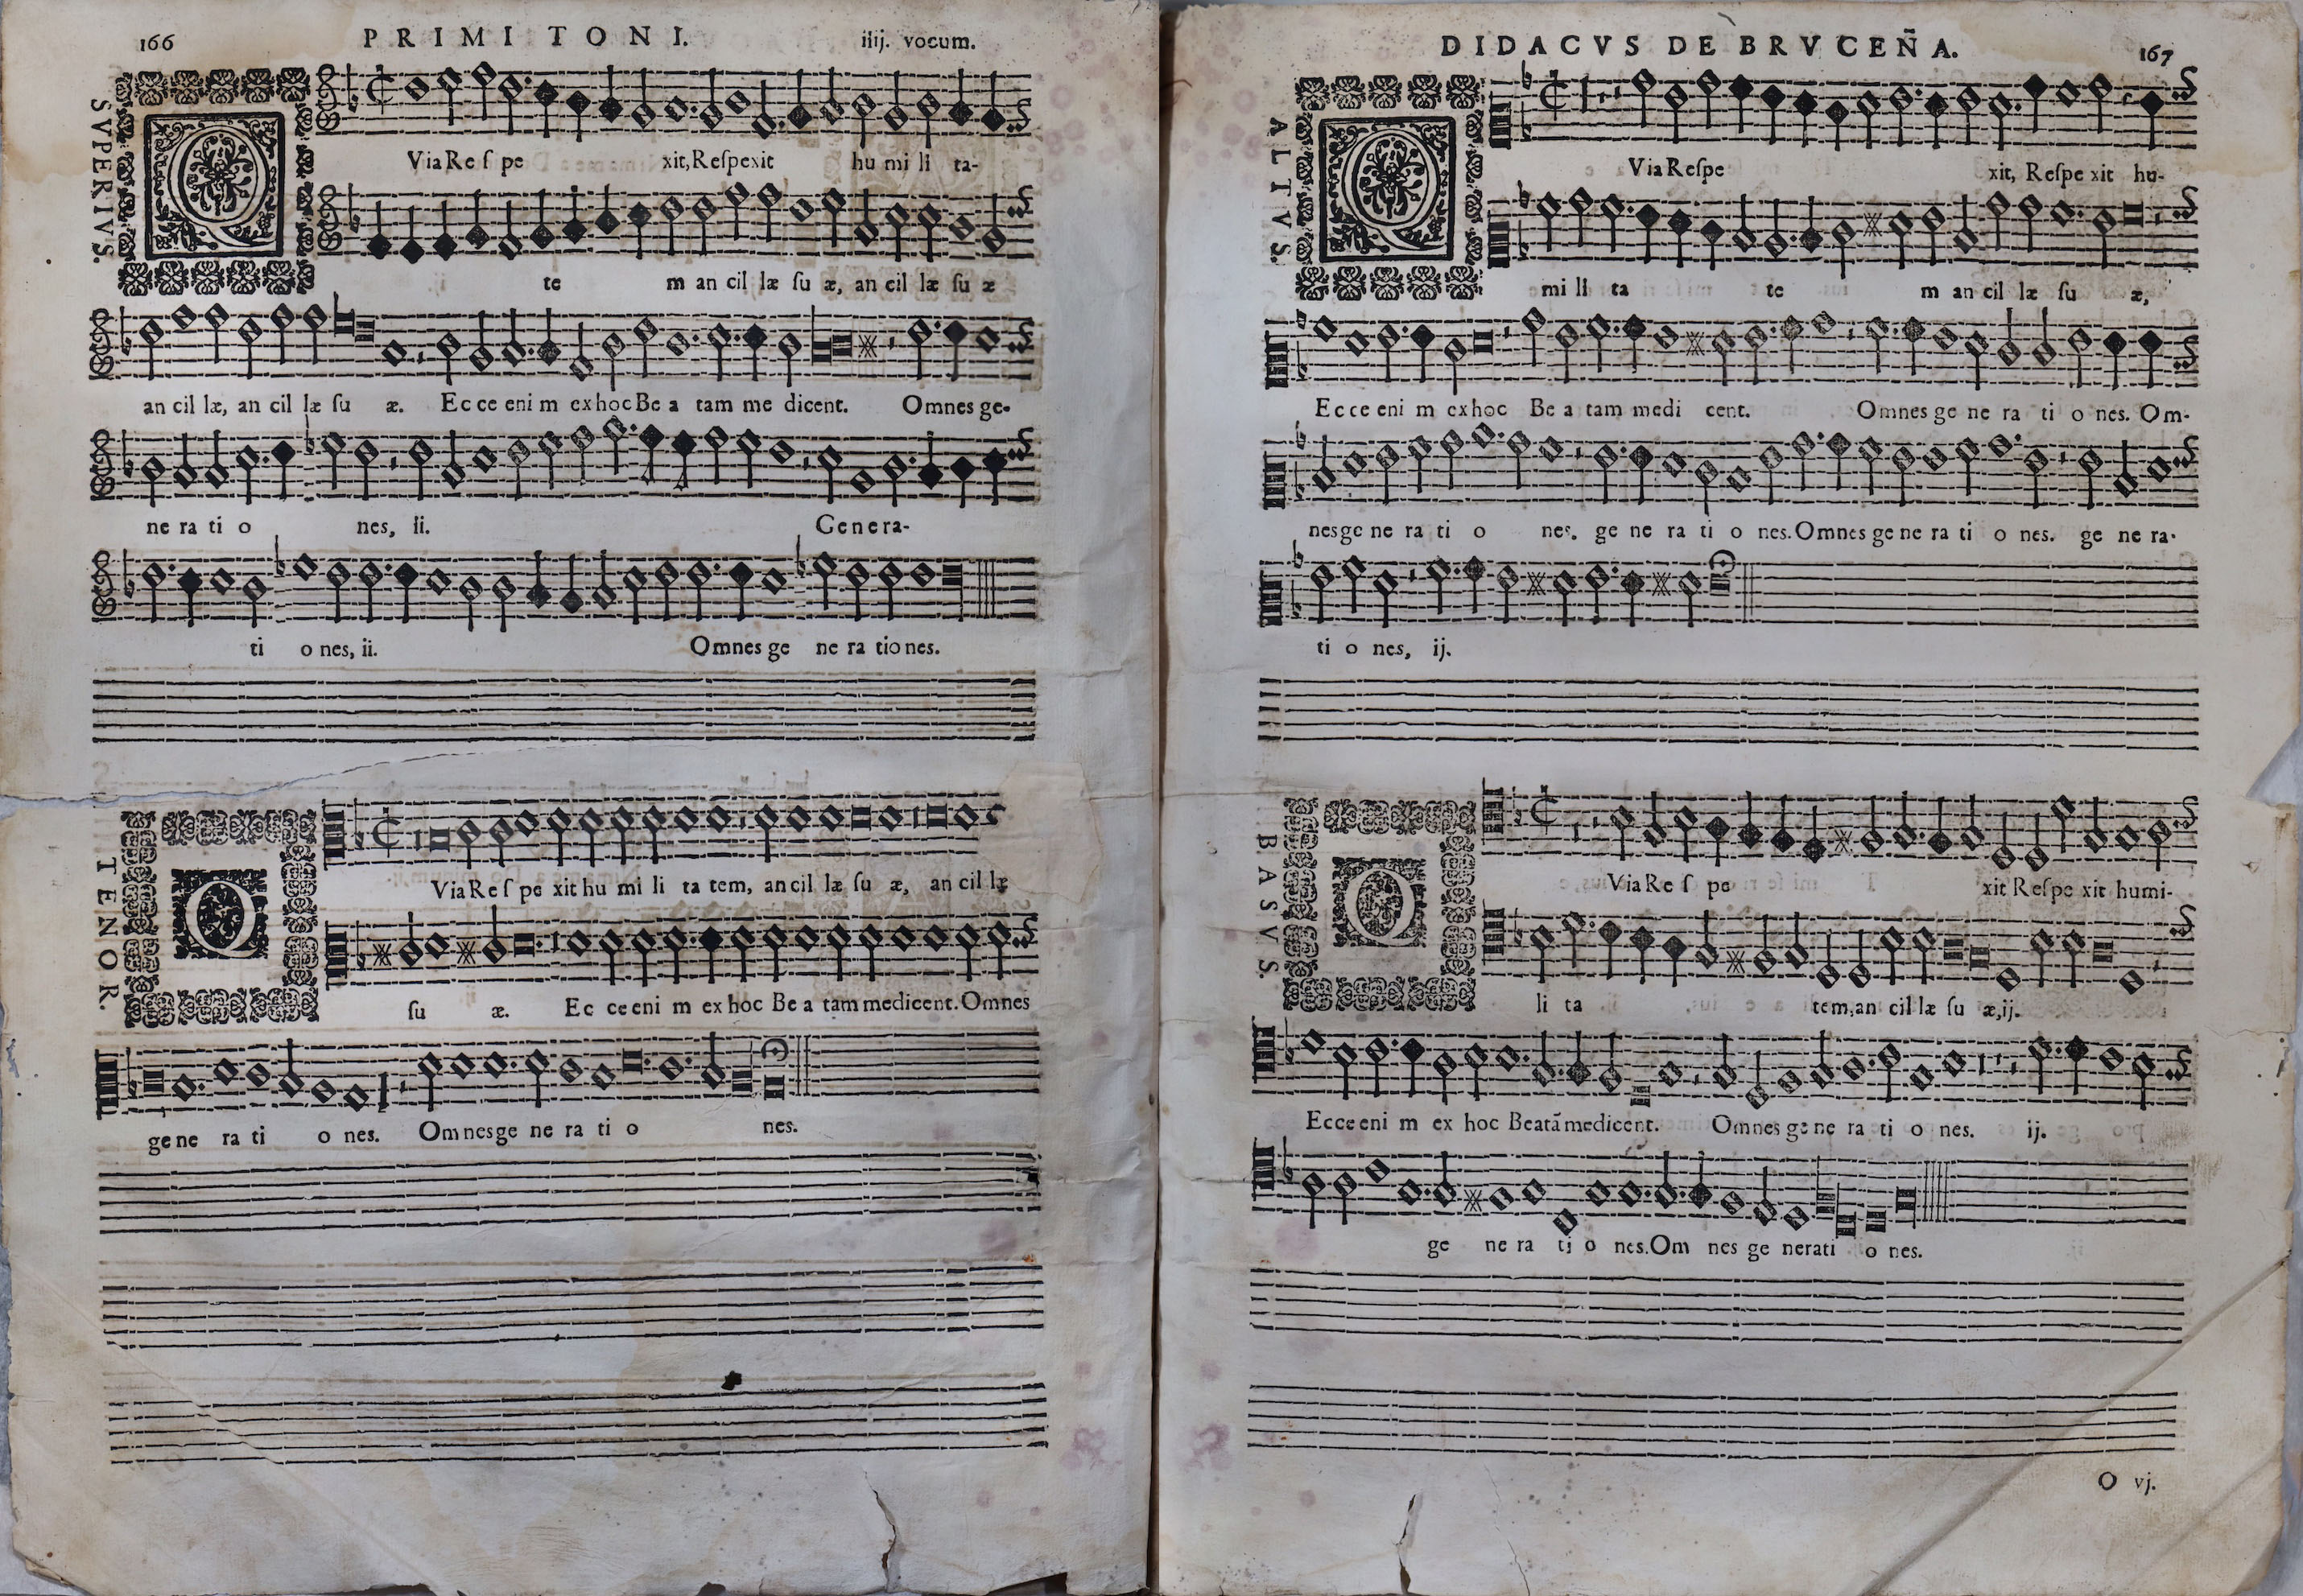 166 PRIMI TONI. iiij. vocum.
SVPERIVS.
Q
Via Re ſ pe xit, Reſpexit hu mi li ta-
te m an cil læ ſu æ, an cil læ ſu æ
an cil læ, an cil læ ſu æ. Ec ce eni m ex hoc Be a tam me dicent. Omnes ge-
ne ra ti o nes, ii. Genera-
ti o nes, ii. Omnes ge ne ra tiones.
TENOR.
Q
Via Re ſ pe xit hu mi li ta tem, an cil læ ſu æ, an cil læ
ſu æ. Ec ce eni m ex hoc Be a tam medicent. Omnes
gene ra ti o nes. Omnes ge ne ra ti o nes.
DIDACVS DE BRVCEÑA. 167
ALTVS.
Q
Via Reſpe xit, Reſpe xit hu-
mi li ta te m an cil læ ſu æ,
Ec ce eni m ex hoc Be a tam medi cent. Omnes ge ne ra ti o nes. Om-
nes ge ne ra ti o nes. ge ne ra ti o nes. Omnes ge ne ra ti o nes. ge ne ra-
ti o nes, ij.
BASVS.
Q
Via Re ſ pe xit Reſpe xit humi-
li ta tem, an cil læ ſu æ, ij.
Ecce eni m ex hoc Beatã medicent. Omnes ge ne ra ti o nes. ij.
ge ne ra ti o nes. Om nes ge nerati o nes.
O vj.